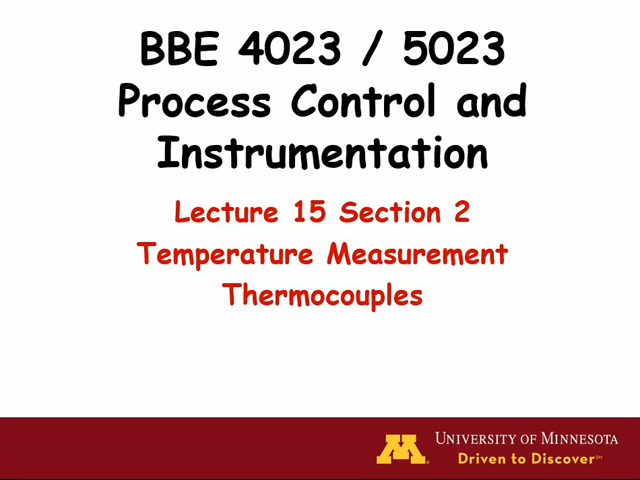 BBE 4023 / 5023
Process Control and
Instrumentation
Lecture 15 Section 2
Temperature Measurement
Thermocouples
M
UNIVERSITY OF MINNESOTA
Driven to Discover℠